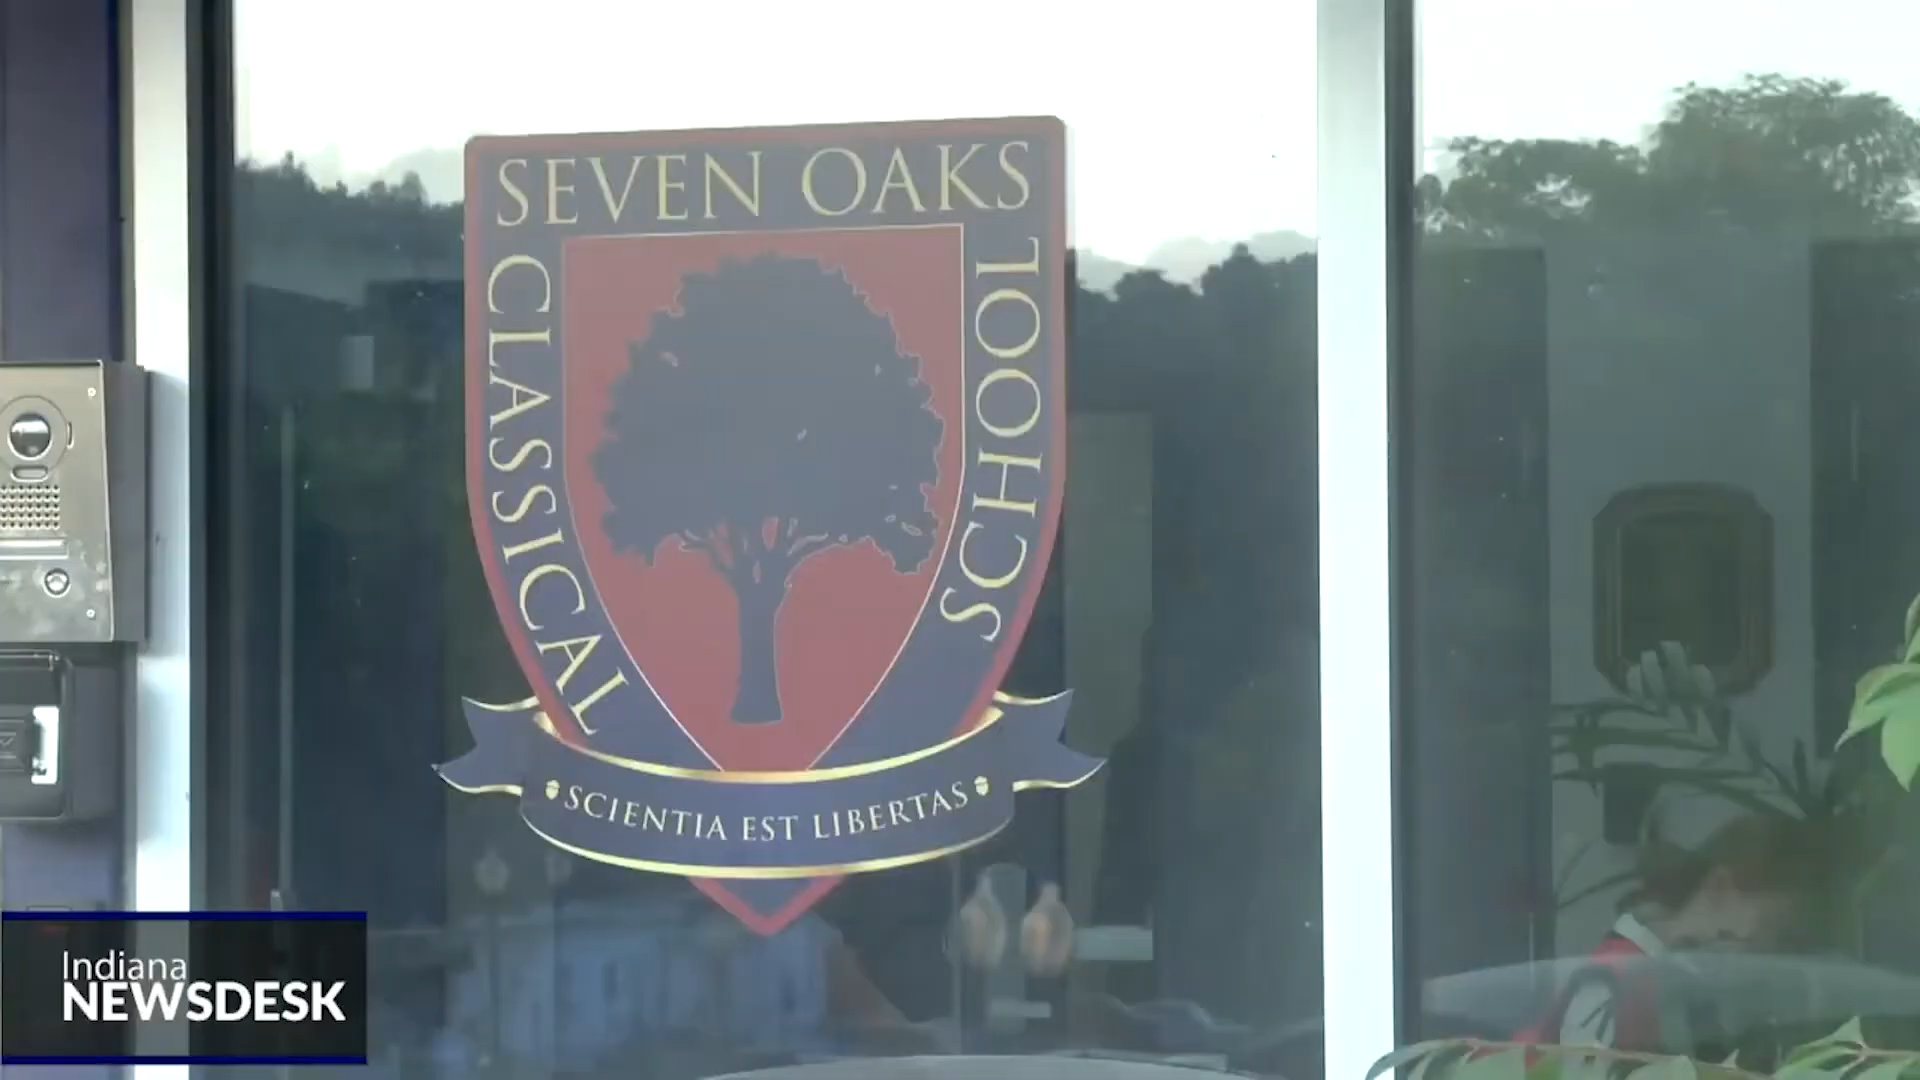 SEVEN OAKS
CLASSICAL
SCHOOL
SCIENTIA EST LIBERTAS
Indiana
NEWSDESK